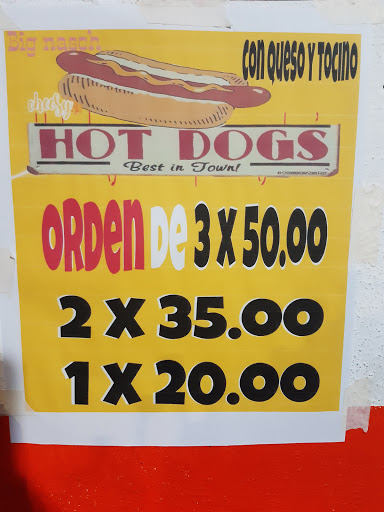 Big nasch
con queso y Tocino
cheesy
HOT DOGS
Best in Town!
Orden De 3 X 50.00
2 X 35.00
1 X 20.00